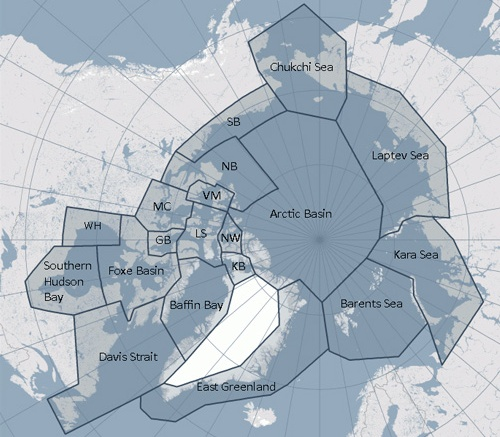 Chukchi Sea
SB
Laptev Sea
NB
VM
MC
Arctic Basin
WH
GB
LS
NW
Kara Sea
Southern
Hudson
Bay
Foxe Basin
KB
Baffin Bay
Barents Sea
Davis Strait
East Greenland